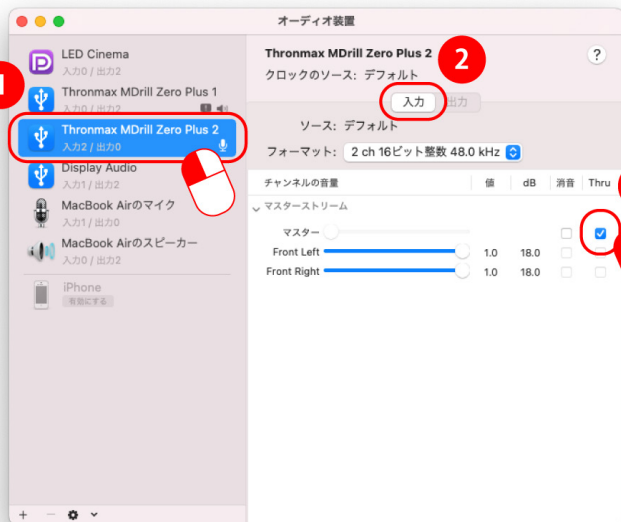 オーディオ装置
LED Cinema
入力0 / 出力2
Thronmax MDrill Zero Plus 1
入力0 / 出力2
Thronmax MDrill Zero Plus 2
入力2 / 出力0
Display Audio
入力1 / 出力2
MacBook Airのマイク
入力1 / 出力0
MacBook Airのスピーカー
入力0 / 出力2
iPhone
有効にする
1
Thronmax MDrill Zero Plus 2
2
?
クロックのソース: デフォルト
入力 出力
ソース: デフォルト
フォーマット: 2 ch 16ビット整数 48.0 kHz
チャンネルの音量 値 dB 消音 Thru
マスターストリーム
マスター
Front Left 1.0 18.0
Front Right 1.0 18.0